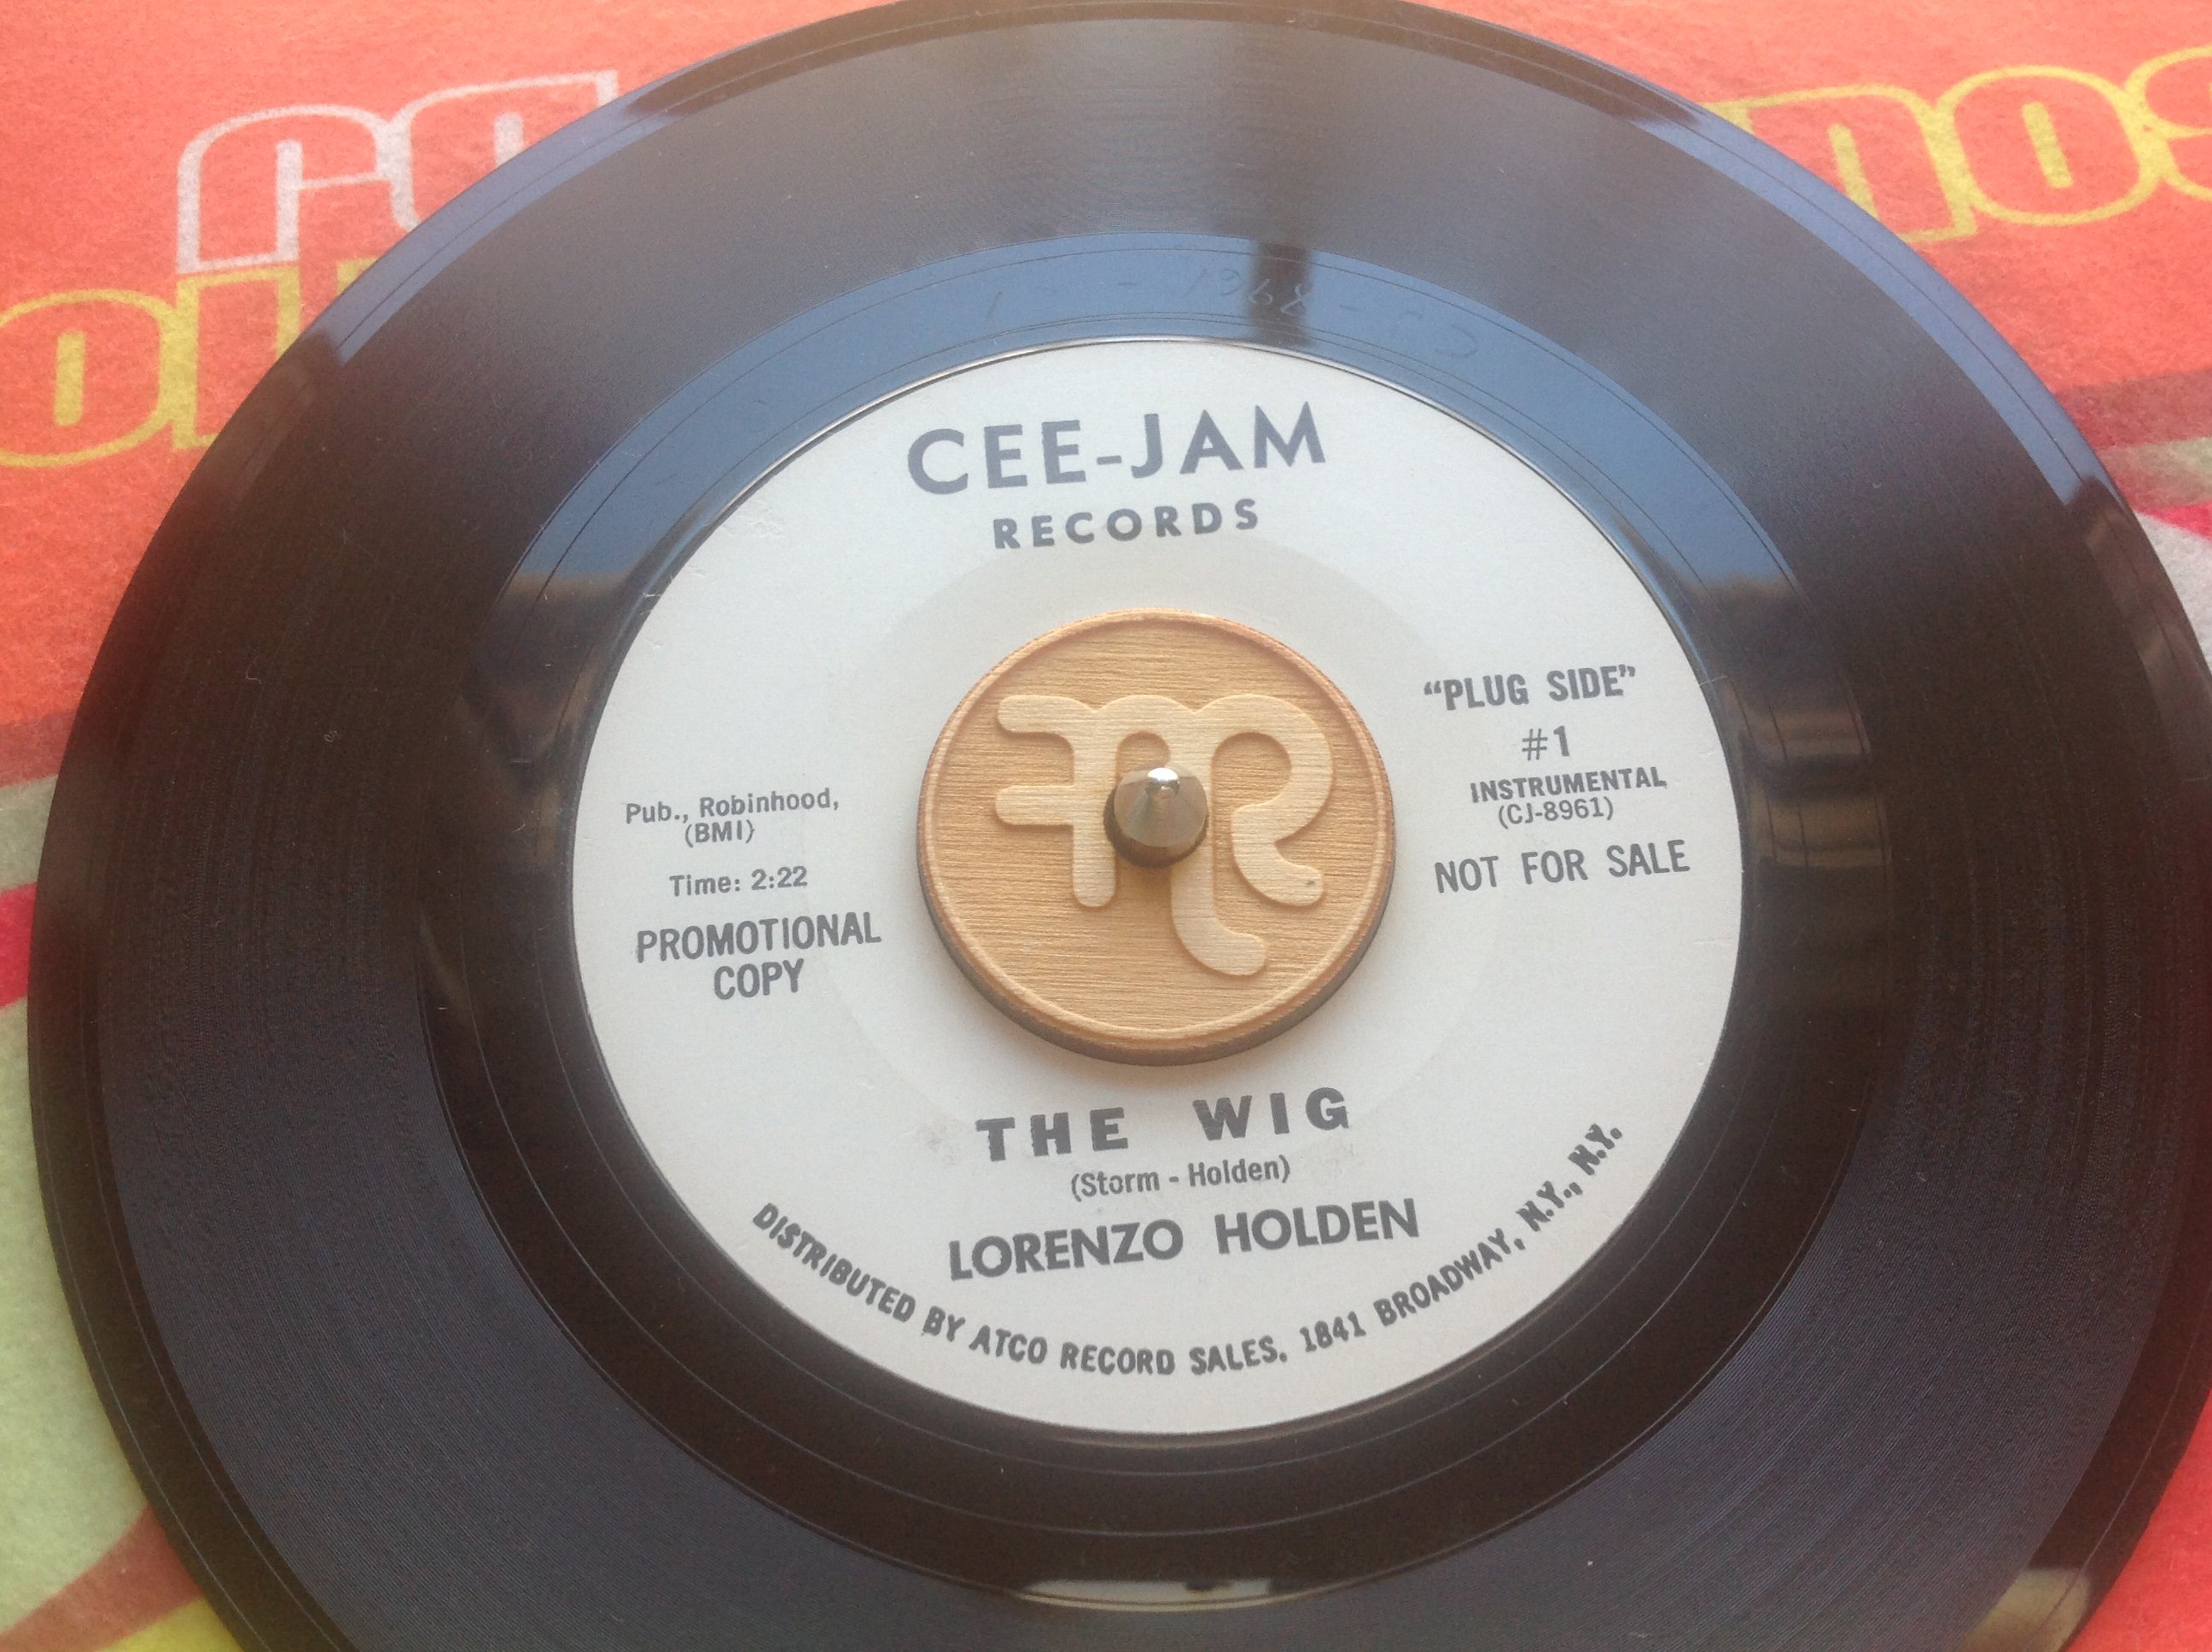 CEE-JAM
RECORDS
"PLUG SIDE"
#1
INSTRUMENTAL
(CJ-8961)
NOT FOR SALE
Pub., Robinhood,
(BMI)
Time: 2:22
PROMOTIONAL
COPY
THE WIG
(Storm - Holden)
LORENZO HOLDEN
DISTRIBUTED BY ATCO RECORD SALES. 1841 BROADWAY, N.Y., N.Y.